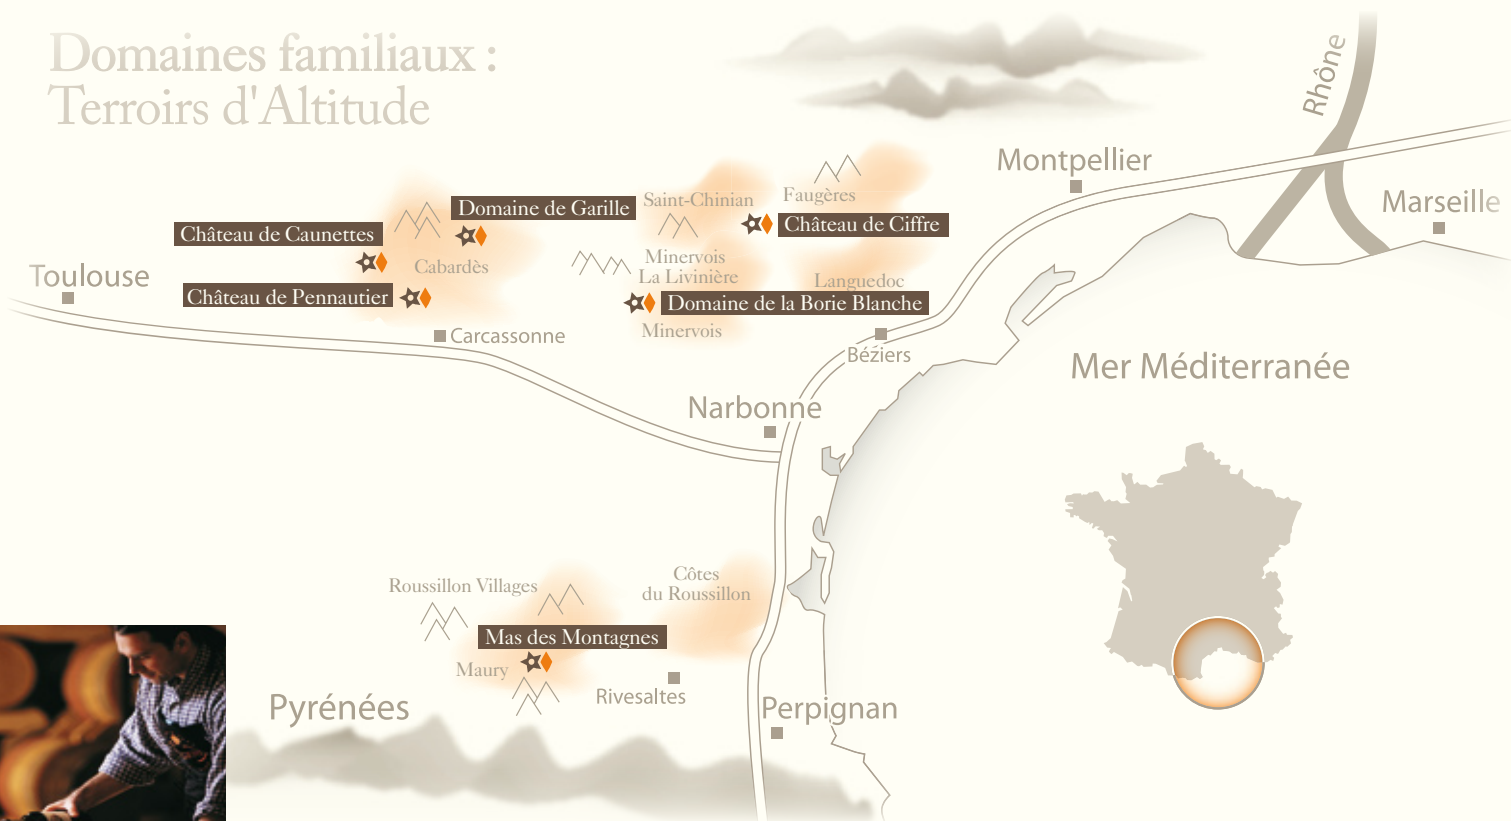 Domaines familiaux :
Terroirs d'Altitude
Rhône
Montpellier
Marseille
Saint-Chinian
Faugères
Domaine de Garille
Château de Ciffre
Château de Caunettes
Minervois
La Livinière
Cabardès
Toulouse
Languedoc
Château de Pennautier
Domaine de la Borie Blanche
Minervois
Carcassonne
Béziers
Mer Méditerranée
Narbonne
Côtes
du Roussillon
Roussillon Villages
Mas des Montagnes
Maury
Rivesaltes
Pyrénées
Perpignan